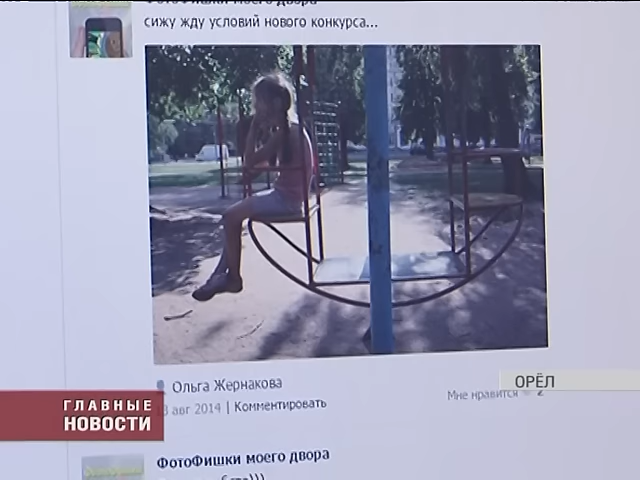 ФотоФишки моего двора
сижу жду условий нового конкурса...
Ольга Жернакова
авг 2014 | Комментировать
Мне нравится 2
ОРЁЛ
ГЛАВНЫЕ
НОВОСТИ
ФотоФишки моего двора